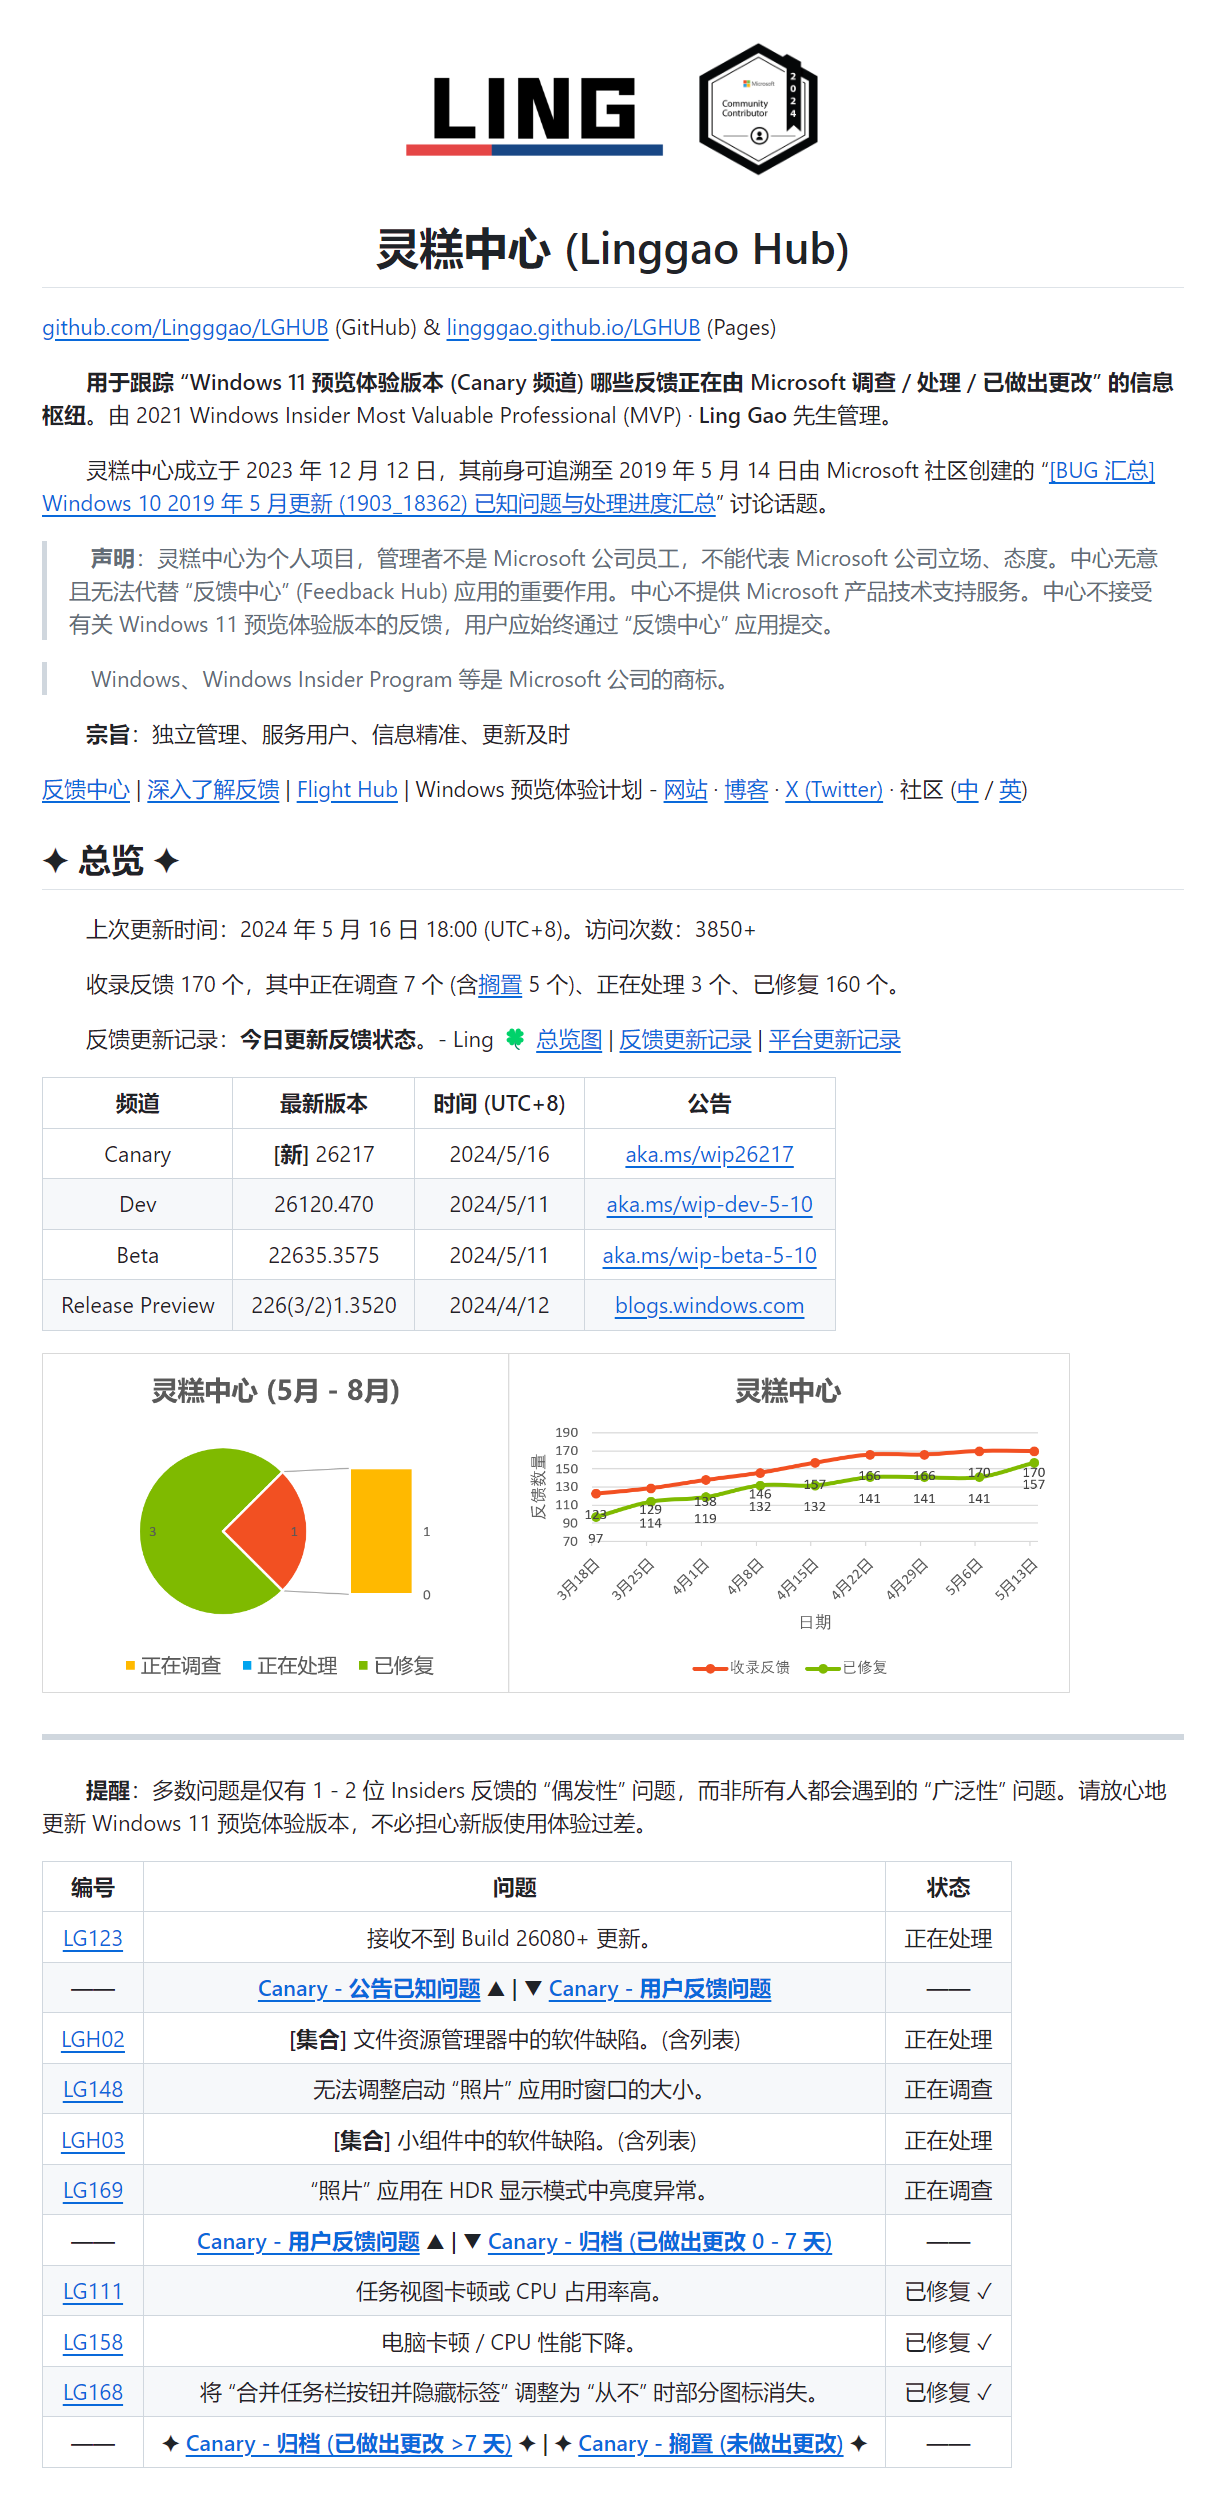 LING
Microsoft
Community
Contributor
2024
灵糕中心 (Linggao Hub)
github.com/Lingggao/LGHUB (GitHub) & lingggao.github.io/LGHUB (Pages)
用于跟踪 “Windows 11 预览体验版本 (Canary 频道) 哪些反馈正在由 Microsoft 调查 / 处理 / 已做出更改” 的信息
枢纽。由 2021 Windows Insider Most Valuable Professional (MVP) · Ling Gao 先生管理。
灵糕中心成立于 2023 年 12 月 12 日，其前身可追溯至 2019 年 5 月 14 日由 Microsoft 社区创建的 “[BUG 汇总]
Windows 10 2019 年 5 月更新 (1903_18362) 已知问题与处理进度汇总” 讨论话题。
声明：灵糕中心为个人项目，管理者不是 Microsoft 公司员工，不能代表 Microsoft 公司立场、态度。中心无意
且无法代替 “反馈中心” (Feedback Hub) 应用的重要作用。中心不提供 Microsoft 产品技术支持服务。中心不接受
有关 Windows 11 预览体验版本的反馈，用户应始终通过 “反馈中心” 应用提交。
Windows、Windows Insider Program 等是 Microsoft 公司的商标。
宗旨：独立管理、服务用户、信息精准、更新及时
反馈中心 | 深入了解反馈 | Flight Hub | Windows 预览体验计划 - 网站 · 博客 · X (Twitter) · 社区 (中 / 英)
✦ 总览 ✦
上次更新时间：2024 年 5 月 16 日 18:00 (UTC+8)。访问次数：3850+
收录反馈 170 个，其中正在调查 7 个 (含搁置 5 个)、正在处理 3 个、已修复 160 个。
反馈更新记录：今日更新反馈状态。- Ling 🍀 总览图 | 反馈更新记录 | 平台更新记录
频道 最新版本 时间 (UTC+8) 公告
Canary [新] 26217 2024/5/16 aka.ms/wip26217
Dev 26120.470 2024/5/11 aka.ms/wip-dev-5-10
Beta 22635.3575 2024/5/11 aka.ms/wip-beta-5-10
Release Preview 226(3/2)1.3520 2024/4/12 blogs.windows.com
灵糕中心 (5月 - 8月)
3 1 1
0
正在调查 正在处理 已修复
灵糕中心
反馈数量
190
170
150
130
110
90
70
123 129 138 146 157 166 166 170 170
97 114 119 132 132 141 141 141 157
3月18日 3月25日 4月1日 4月8日 4月15日 4月22日 4月29日 5月6日 5月13日
日期
收录反馈 已修复
提醒：多数问题是仅有 1 - 2 位 Insiders 反馈的 “偶发性” 问题，而非所有人都会遇到的 “广泛性” 问题。请放心地
更新 Windows 11 预览体验版本，不必担心新版使用体验过差。
编号 问题 状态
LG123 接收不到 Build 26080+ 更新。 正在处理
—— Canary - 公告已知问题 ▲ | ▼ Canary - 用户反馈问题 ——
LGH02 [集合] 文件资源管理器中的软件缺陷。(含列表) 正在处理
LG148 无法调整启动 “照片” 应用时窗口的大小。 正在调查
LGH03 [集合] 小组件中的软件缺陷。(含列表) 正在处理
LG169 “照片” 应用在 HDR 显示模式中亮度异常。 正在调查
—— Canary - 用户反馈问题 ▲ | ▼ Canary - 归档 (已做出更改 0 - 7 天) ——
LG111 任务视图卡顿或 CPU 占用率高。 已修复 ✓
LG158 电脑卡顿 / CPU 性能下降。 已修复 ✓
LG168 将 “合并任务栏按钮并隐藏标签” 调整为 “从不” 时部分图标消失。 已修复 ✓
—— ✦ Canary - 归档 (已做出更改 >7 天) ✦ | ✦ Canary - 搁置 (未做出更改) ✦ ——